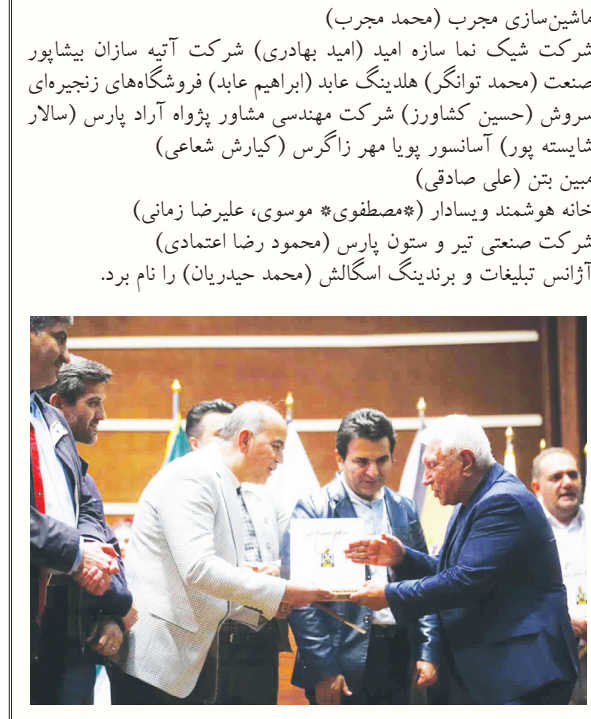 ماشین‌سازی مجرب (محمد مجرب)
شرکت شیک نما سازه امید (امید بهادری) شرکت آتیه سازان بیشاپور
صنعت (محمد توانگر) هلدینگ عابد (ابراهیم عابد) فروشگاه‌های زنجیره‌ای
سروش (حسین کشاورز) شرکت مهندسی مشاور پژواه آراد پارس (سالار
شایسته پور) آسانسور پویا مهر زاگرس (کیارش شعاعی)
مبین بتن (علی صادقی)
خانه هوشمند ویسادار (*مصطفوی* موسوی، علیرضا زمانی)
شرکت صنعتی تیر و ستون پارس (محمود رضا اعتمادی)
آژانس تبلیغات و برندینگ اسگالش (محمد حیدریان) را نام برد.